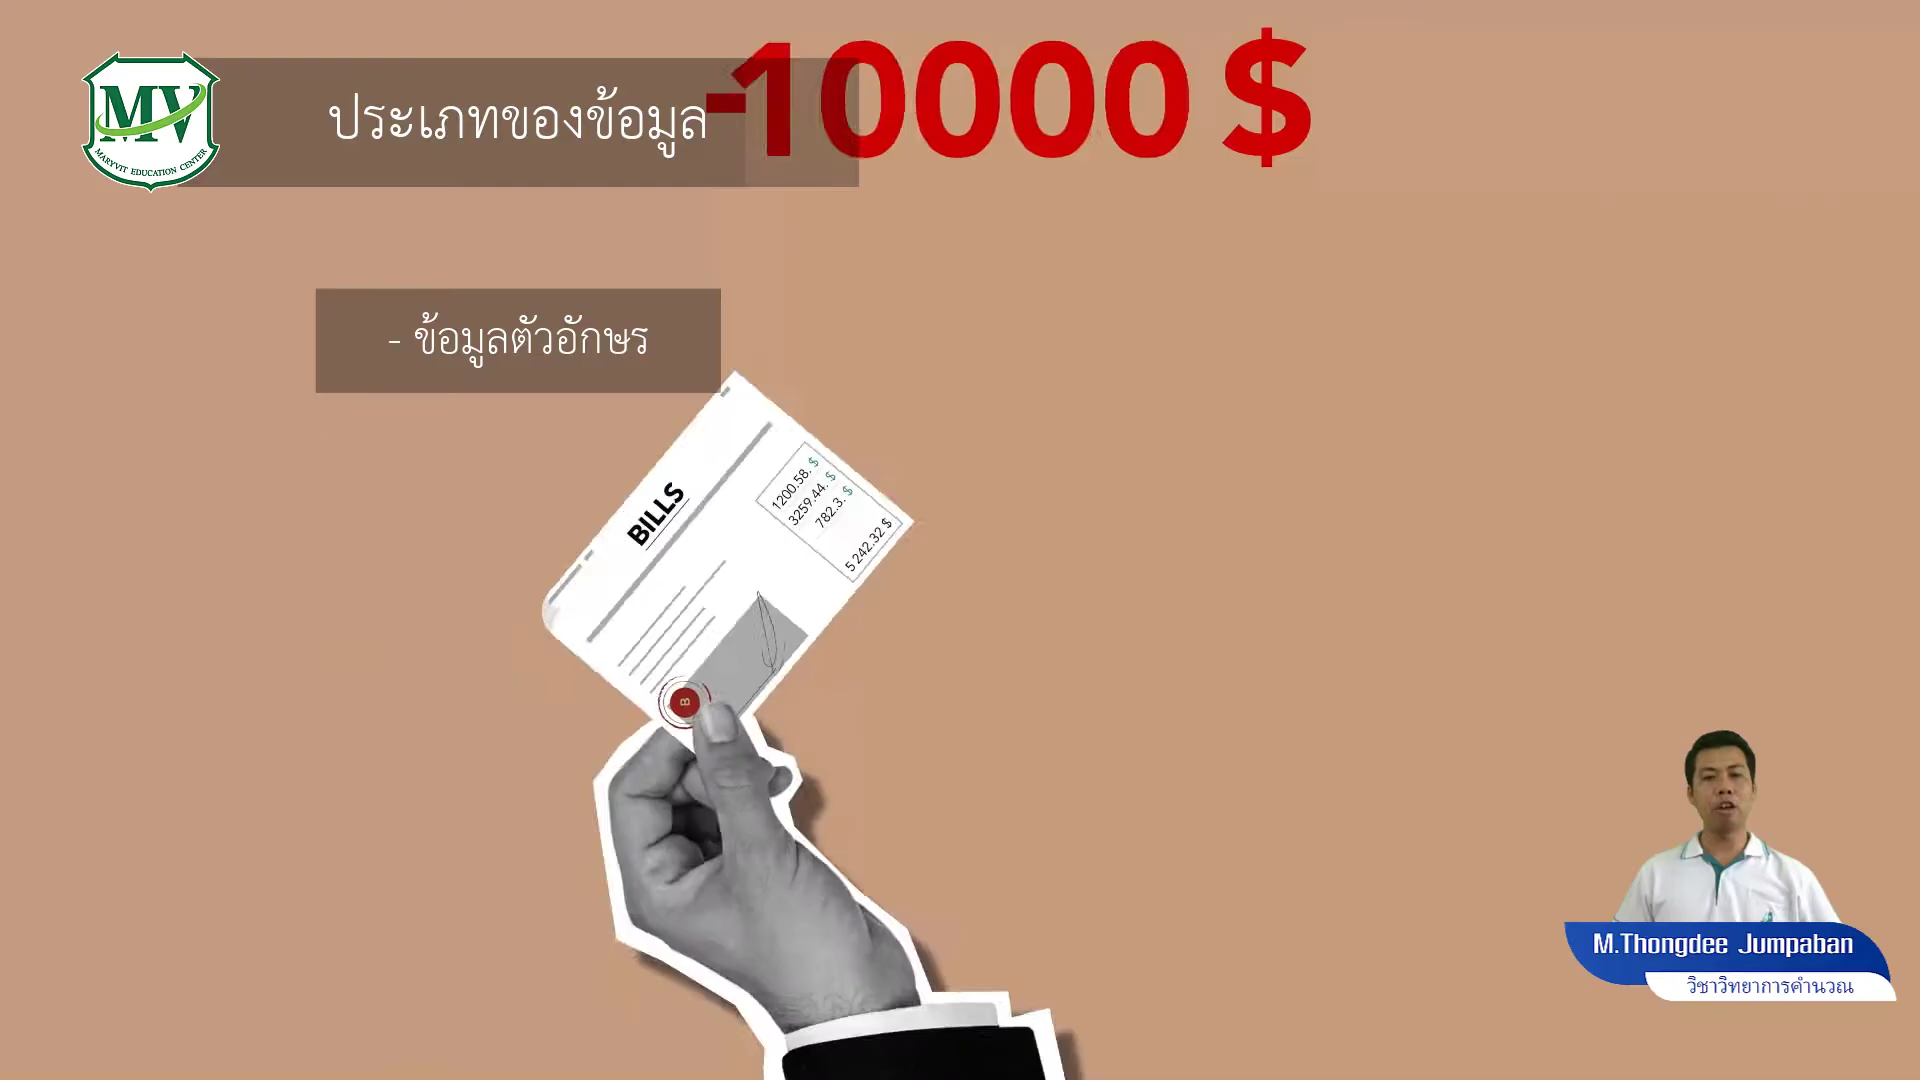 MV
MARYVIT EDUCATION CENTER
ประเภทของข้อมูล
-10000 $
- ข้อมูลตัวอักษร
BILLS
1200.58. $
3259.44. $
782.3. $
5 242.32 $
B
M.Thongdee Jumpaban
วิชาวิทยาการคำนวณ